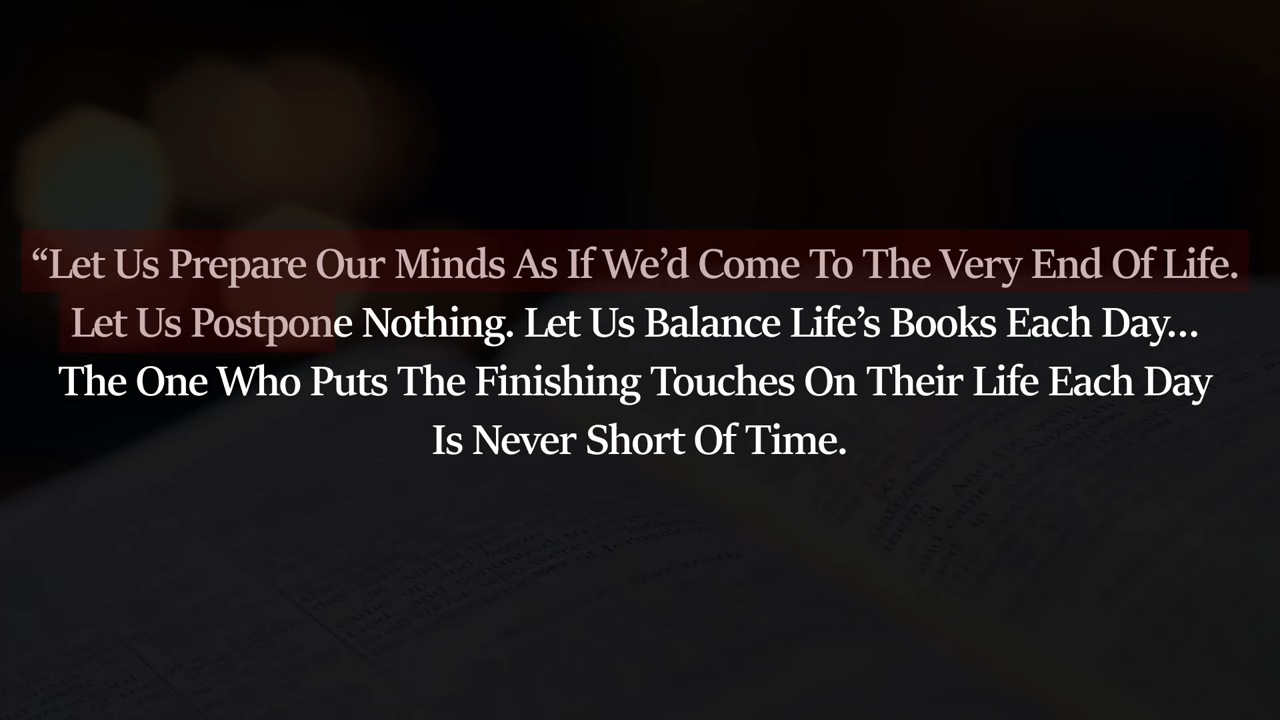 “Let Us Prepare Our Minds As If We’d Come To The Very End Of Life.
Let Us Postpone Nothing. Let Us Balance Life’s Books Each Day...
The One Who Puts The Finishing Touches On Their Life Each Day
Is Never Short Of Time.